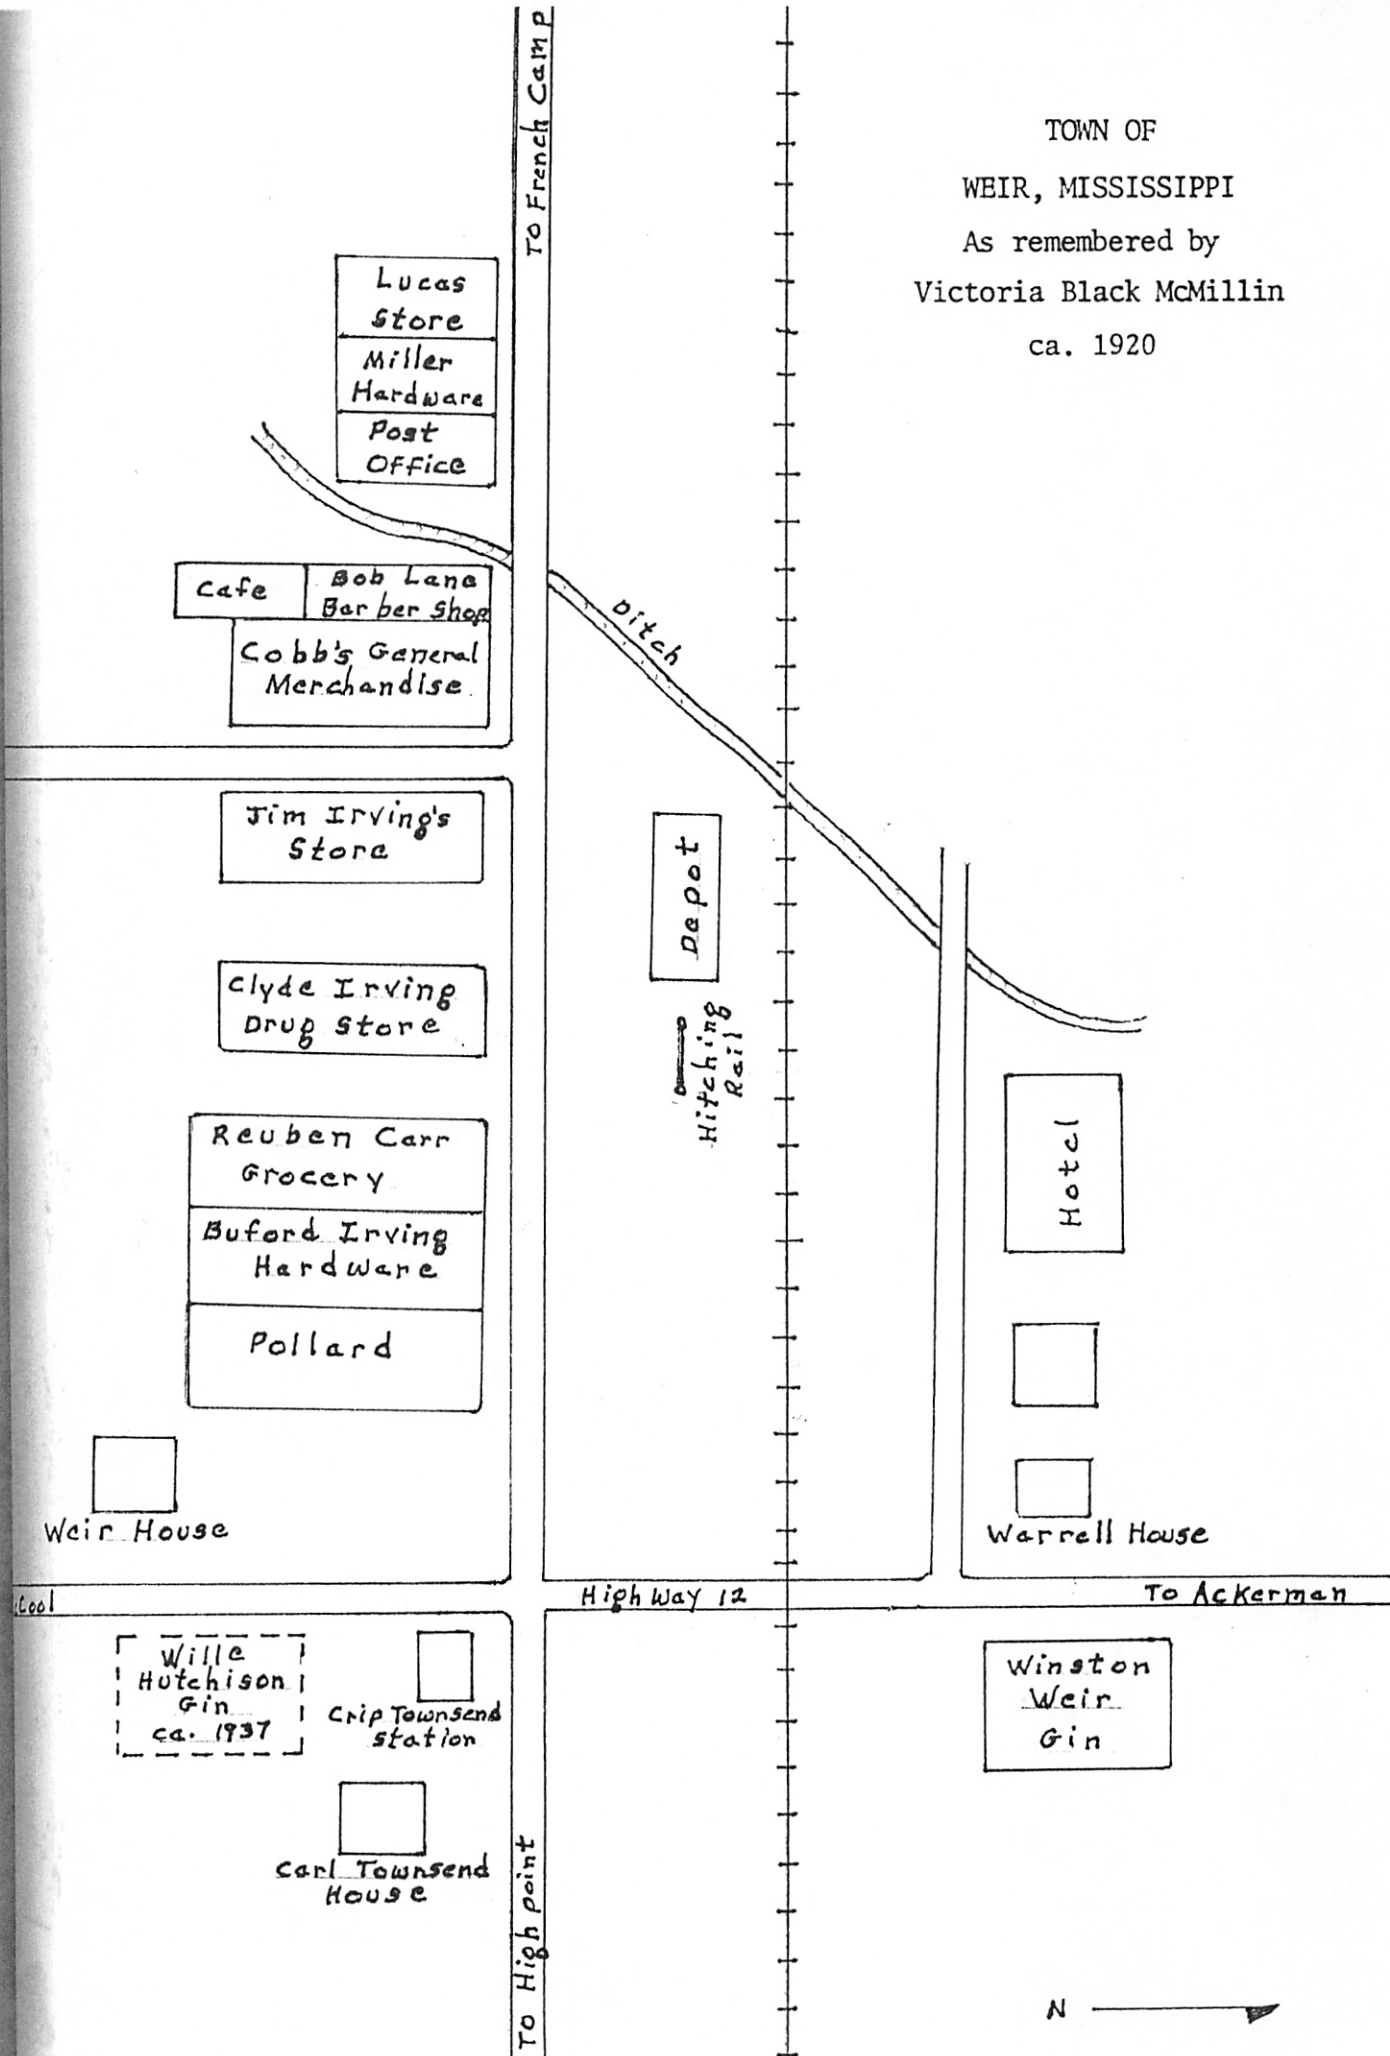 TO French Camp
TOWN OF
WEIR, MISSISSIPPI
As remembered by
Victoria Black McMillin
ca. 1920
Lucas
Store
Miller
Hardware
Post
Office
Cafe
Bob Lane
Barber Shop
Ditch
Cobb's General
Merchandise
Jim Irving's
Store
Depot
Clyde Irving
Drug Store
Hitching
Rail
Reuben Carr
Grocery
Hotel
Buford Irving
Hardware
Pollard
Weir House
Warrell House
High Way 12
To Ackerman
Wille
Hutchison
Gin
ca. 1937
Crip Townsend
Station
Winston
Weir
Gin
Carl Townsend
House
TO High point
N